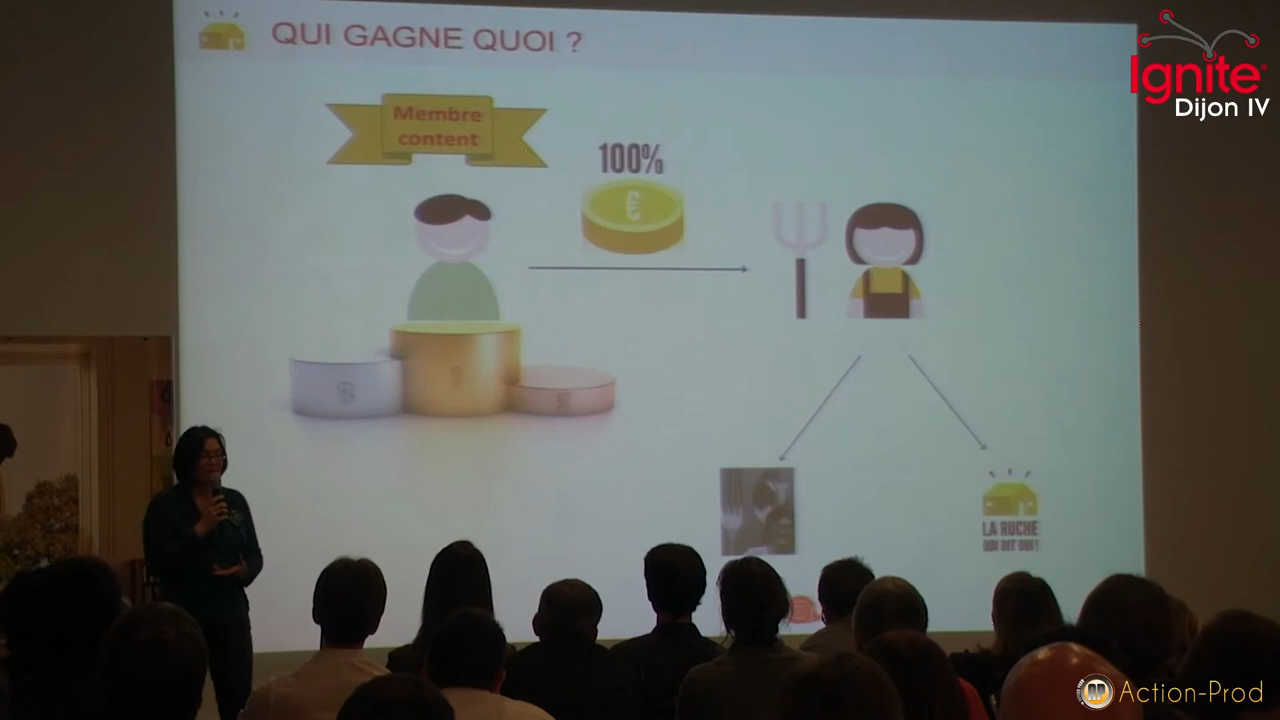 QUI GAGNE QUOI ?
Ignite
Dijon IV
Membre
content
100%
€
LA RUCHE
QUI DIT OUI !
Action-Prod